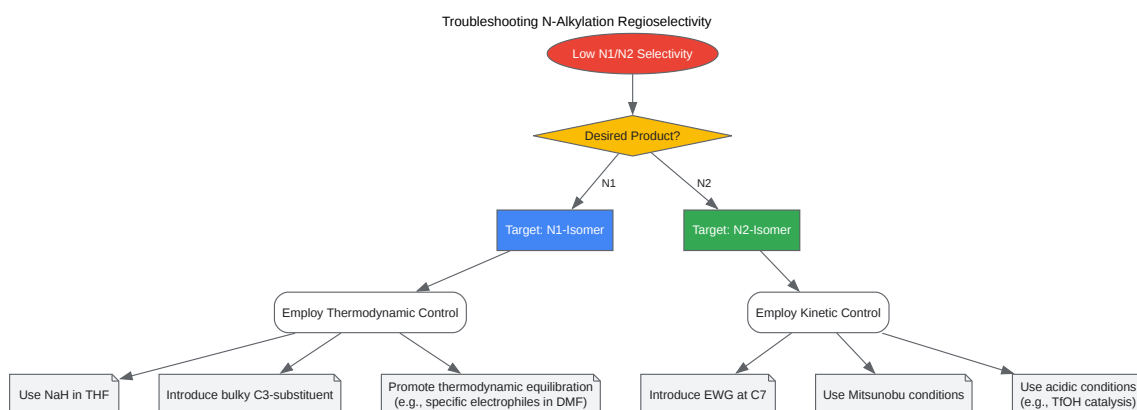 Troubleshooting N-Alkylation Regioselectivity
Low N1/N2 Selectivity
Desired Product?
N1
N2
Target: N1-Isomer
Target: N2-Isomer
Employ Thermodynamic Control
Employ Kinetic Control
Use NaH in THF
Introduce bulky C3-substituent
Promote thermodynamic equilibration
(e.g., specific electrophiles in DMF)
Introduce EWG at C7
Use Mitsunobu conditions
Use acidic conditions
(e.g., TfOH catalysis)